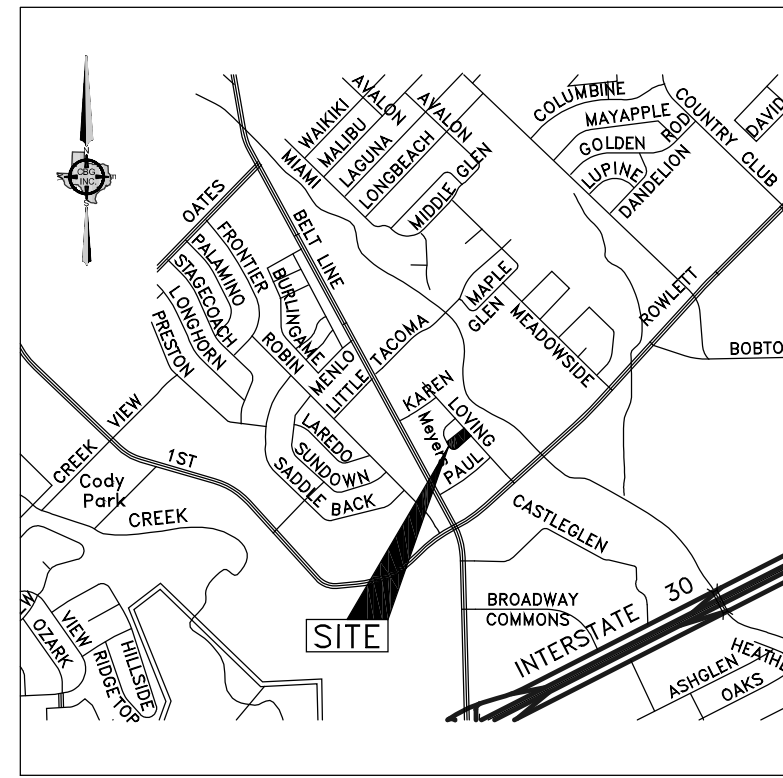 N
CBG
INC.
W
E
S
OATES
PALAMINO
FRONTIER
STAGECOACH
LONGHORN
PRESTON
BELT LINE
BURLINGAME
ROBIN
MENLO
LITTLE TACOMA
WAIKIKI
MALIBU
MIAMI
LAGUNA
LONGBEACH
AVALON
AVALON
MIDDLE GLEN
MAPLE
GLEN
MEADOWSIDE
COLUMBINE
MAYAPPLE
GOLDEN ROD
LUPINE
DANDELION
COUNTRY CLUB
DAVID
ROWLETT
BOBTO
KAREN
LOVING
Meyer
PAUL
LAREDO
SUNDOWN
SADDLE BACK
CREEK VIEW
1ST
Cody
Park
CREEK
CASTLEGLEN
BROADWAY
COMMONS
INTERSTATE 30
SITE
EW
OZARK
VIEW
RIDGETOP
HILLSIDE
ASHGLEN
HEATHE
OAKS